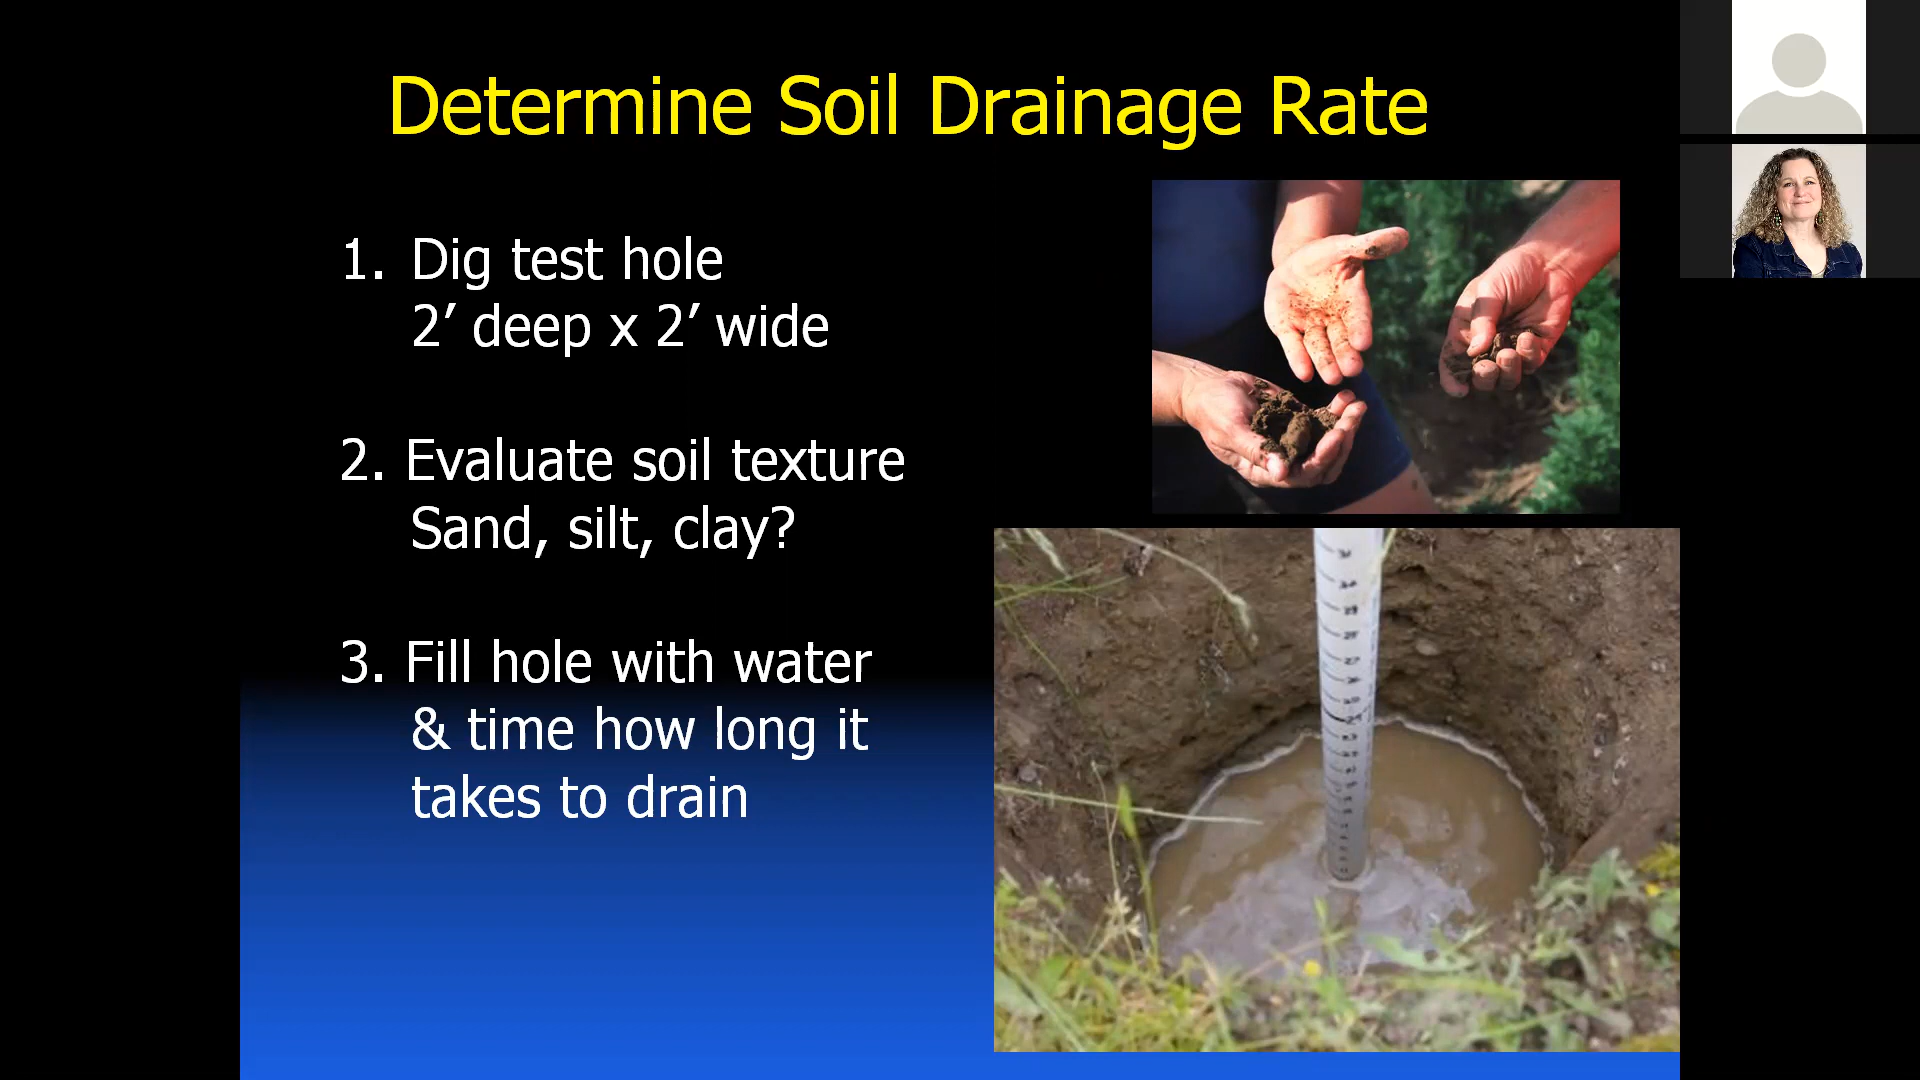 Determine Soil Drainage Rate
1. Dig test hole
2’ deep x 2’ wide
2. Evaluate soil texture
Sand, silt, clay?
3. Fill hole with water
& time how long it
takes to drain